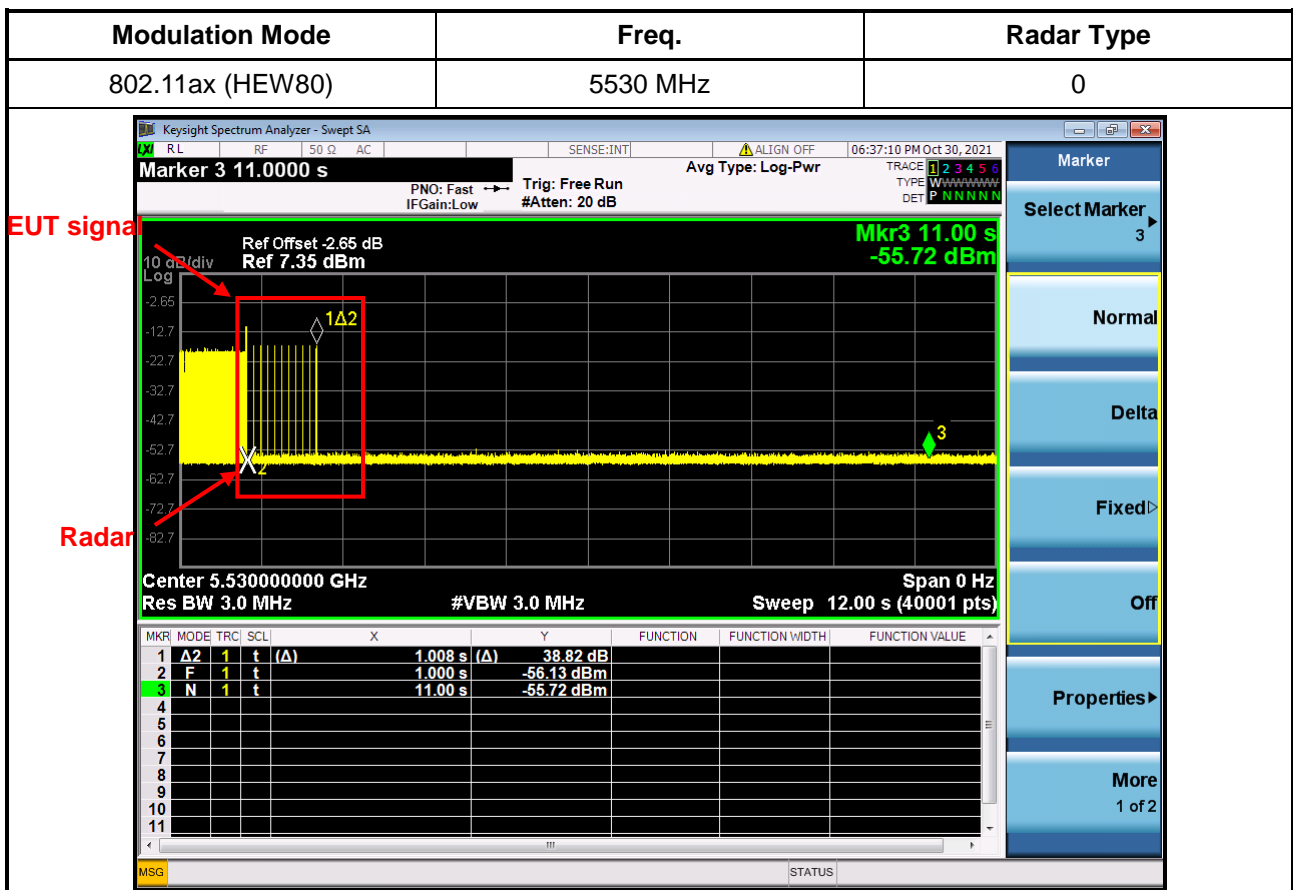 Modulation Mode Freq. Radar Type
802.11ax (HEW80) 5530 MHz 0
Keysight Spectrum Analyzer - Swept SA
LXI RL RF 50 Ω AC SENSE:INT ALIGN OFF 06:37:10 PM Oct 30, 2021
Marker 3 11.0000 s
PNO: Fast
IFGain:Low
Trig: Free Run
#Atten: 20 dB
Avg Type: Log-Pwr
TRACE 1 2 3 4 5 6
TYPE WWWWWW
DET P N N N N N
EUT signa
10 dB/div
Log
Ref Offset -2.65 dB
Ref 7.35 dBm
Mkr3 11.00 s
-55.72 dBm
-2.65
-12.7
-22.7
-32.7
-42.7
-52.7
-62.7
-72.7
-82.7
1Δ2
2
3
Radar
Center 5.530000000 GHz Span 0 Hz
Res BW 3.0 MHz #VBW 3.0 MHz Sweep 12.00 s (40001 pts)
MKR MODE TRC SCL X Y FUNCTION FUNCTION WIDTH FUNCTION VALUE
1 Δ2 1 t (Δ) 1.008 s (Δ) 38.82 dB
2 F 1 t 1.000 s -56.13 dBm
3 N 1 t 11.00 s -55.72 dBm
4
5
6
7
8
9
10
11
MSG STATUS
Marker
Select Marker
3
Normal
Delta
Fixed
Off
Properties
More
1 of 2